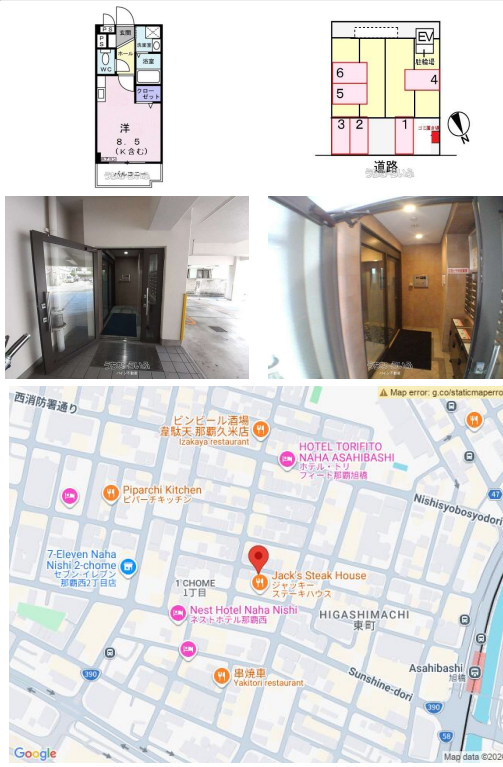 PS
PS
玄関
洗濯室
ホール
WC
浴室
クロー
ゼット
洋
8.5
(K含む)
バルコニー
EV
駐輪場
6
5
4
3
2
1
道路
西消防署通り
Map error: g.co/staticmaperro
ビンビール酒場
韋駄天 那覇久米店
Izakaya restaurant
HOTEL TORIFITO
NAHA ASAHIBASHI
ホテル・トリ
フィート那覇旭橋
Nishisyobosyodori
47
Piparchi Kitchen
ピパーチキッチン
7-Eleven Naha
Nishi 2-chome
セブン-イレブン
那覇西2丁目店
1 CHOME
1丁目
Jack's Steak House
ジャッキー
ステーキハウス
Nest Hotel Naha Nishi
ネストホテル那覇西
HIGASHIMACHI
東町
串焼車
Yakitori restaurant
Asahibashi
旭橋
Sunshine-dori
390
390
58
Google
Map data ©2026